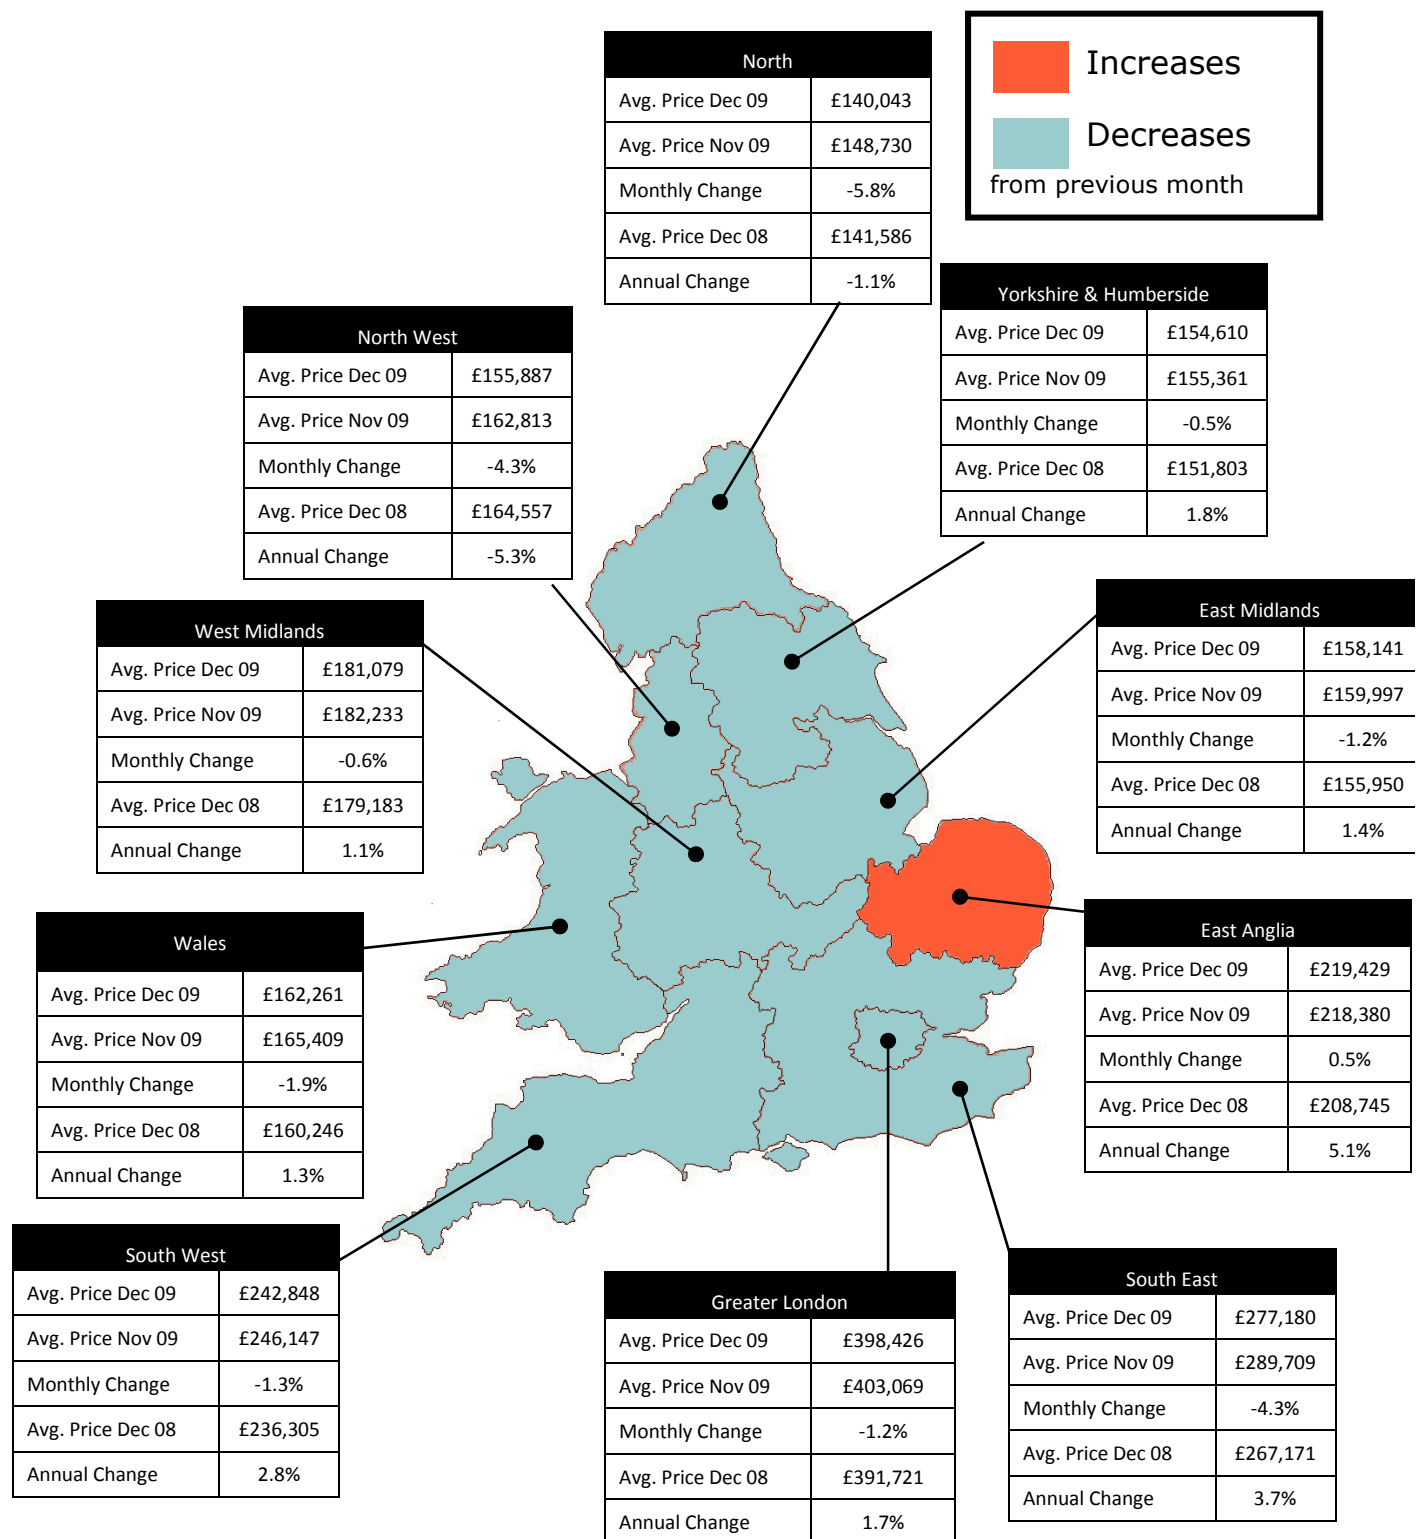 North
Avg. Price Dec 09 £140,043
Avg. Price Nov 09 £148,730
Monthly Change -5.8%
Avg. Price Dec 08 £141,586
Annual Change -1.1%
Increases
Decreases
from previous month
Yorkshire & Humberside
Avg. Price Dec 09 £154,610
Avg. Price Nov 09 £155,361
Monthly Change -0.5%
Avg. Price Dec 08 £151,803
Annual Change 1.8%
North West
Avg. Price Dec 09 £155,887
Avg. Price Nov 09 £162,813
Monthly Change -4.3%
Avg. Price Dec 08 £164,557
Annual Change -5.3%
West Midlands
Avg. Price Dec 09 £181,079
Avg. Price Nov 09 £182,233
Monthly Change -0.6%
Avg. Price Dec 08 £179,183
Annual Change 1.1%
East Midlands
Avg. Price Dec 09 £158,141
Avg. Price Nov 09 £159,997
Monthly Change -1.2%
Avg. Price Dec 08 £155,950
Annual Change 1.4%
Wales
Avg. Price Dec 09 £162,261
Avg. Price Nov 09 £165,409
Monthly Change -1.9%
Avg. Price Dec 08 £160,246
Annual Change 1.3%
East Anglia
Avg. Price Dec 09 £219,429
Avg. Price Nov 09 £218,380
Monthly Change 0.5%
Avg. Price Dec 08 £208,745
Annual Change 5.1%
South West
Avg. Price Dec 09 £242,848
Avg. Price Nov 09 £246,147
Monthly Change -1.3%
Avg. Price Dec 08 £236,305
Annual Change 2.8%
Greater London
Avg. Price Dec 09 £398,426
Avg. Price Nov 09 £403,069
Monthly Change -1.2%
Avg. Price Dec 08 £391,721
Annual Change 1.7%
South East
Avg. Price Dec 09 £277,180
Avg. Price Nov 09 £289,709
Monthly Change -4.3%
Avg. Price Dec 08 £267,171
Annual Change 3.7%